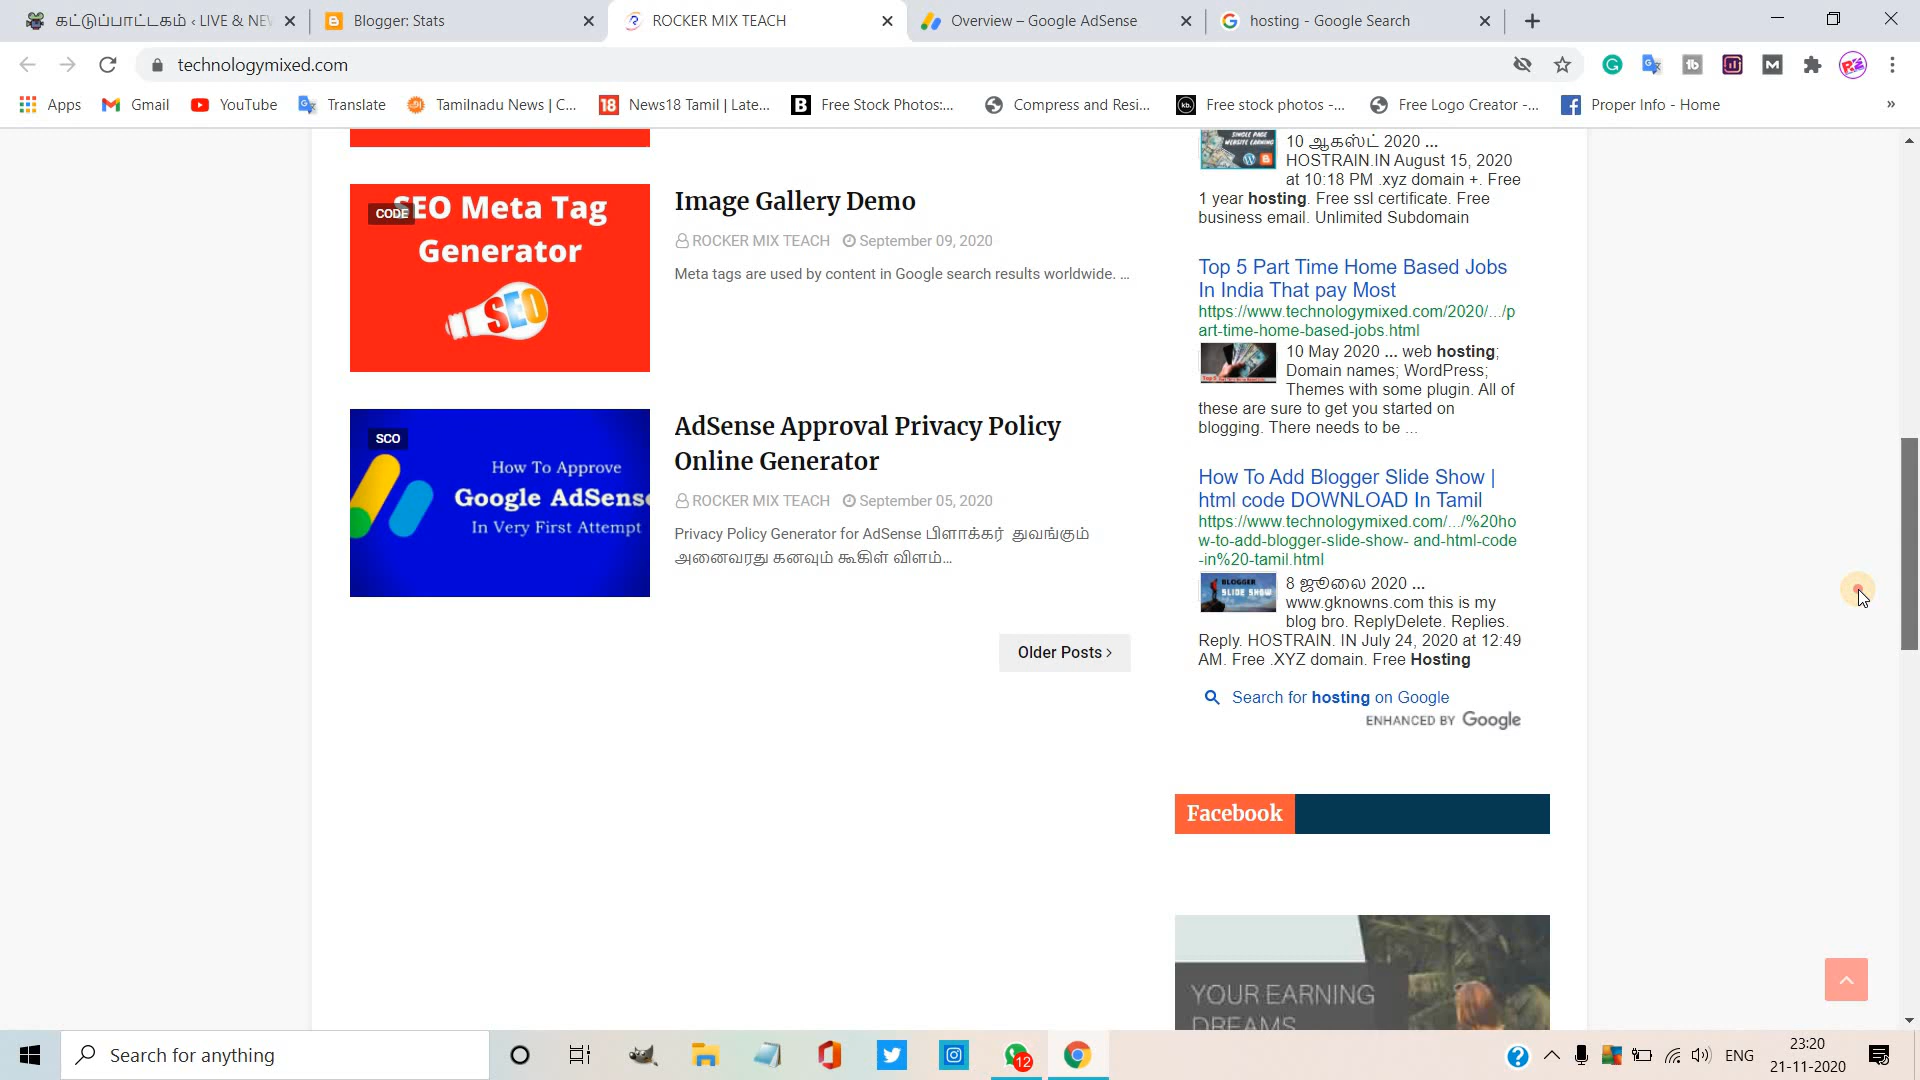 கட்டுப்பாட்டகம் ‹ LIVE & NEW
Blogger: Stats
ROCKER MIX TEACH
Overview – Google AdSense
hosting - Google Search
technologymixed.com
Apps
Gmail
YouTube
Translate
Tamilnadu News | C...
News18 Tamil | Late...
Free Stock Photos:...
Compress and Resi...
Free stock photos -...
Free Logo Creator -...
Proper Info - Home
»
CODE
SEO Meta Tag
Generator
SEO
Image Gallery Demo
ROCKER MIX TEACH September 09, 2020
Meta tags are used by content in Google search results worldwide. ...
SCO
How To Approve
Google AdSense
In Very First Attempt
AdSense Approval Privacy Policy
Online Generator
ROCKER MIX TEACH September 05, 2020
Privacy Policy Generator for AdSense பிளாக்கர் துவங்கும்
அனைவரது கனவும் கூகிள் விளம்...
Older Posts ›
SINGLE PAGE
WEBSITE EARNING
10 ஆகஸ்ட் 2020 ...
HOSTRAIN.IN August 15, 2020
at 10:18 PM .xyz domain +. Free
1 year hosting. Free ssl certificate. Free
business email. Unlimited Subdomain
Top 5 Part Time Home Based Jobs
In India That pay Most
https://www.technologymixed.com/2020/.../p
art-time-home-based-jobs.html
10 May 2020 ... web hosting;
Domain names; WordPress;
Themes with some plugin. All of
these are sure to get you started on
blogging. There needs to be ...
How To Add Blogger Slide Show |
html code DOWNLOAD In Tamil
https://www.technologymixed.com/.../%20ho
w-to-add-blogger-slide-show- and-html-code
-in%20-tamil.html
BLOGGER
SLIDE SHOW
8 ஜூலை 2020 ...
www.gknowns.com this is my
blog bro. ReplyDelete. Replies.
Reply. HOSTRAIN. IN July 24, 2020 at 12:49
AM. Free .XYZ domain. Free Hosting
Search for hosting on Google
ENHANCED BY Google
Facebook
YOUR EARNING
DREAMS
Search for anything
12
ENG
23:20
21-11-2020